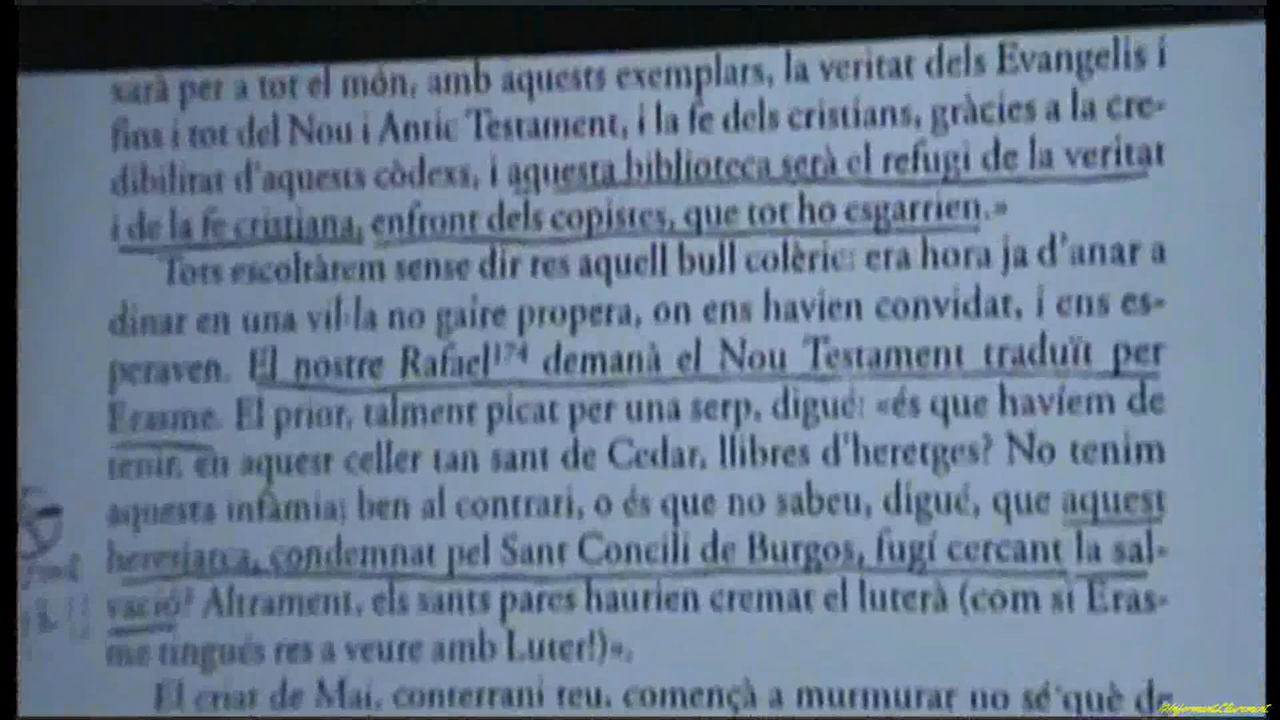 xarà per a tot el món, amb aquests exemplars, la veritat dels Evangelis i
fins i tot del Nou i Antic Testament, i la fe dels cristians, gràcies a la cre-
dibilitat d'aquests còdexs, i aquesta biblioteca serà el refugi de la veritat
i de la fe cristiana, enfront dels copistes, que tot ho esgarrien.»
Tots escoltàrem sense dir res aquell bull colèric: era hora ja d'anar a
dinar en una vil·la no gaire propera, on ens havien convidat, i ens es-
peraven. El nostre Rafael174 demanà el Nou Testament traduït per
Erasme. El prior, talment picat per una serp, digué: «és que havíem de
tenir, en aquest celler tan sant de Cedar, llibres d'heretges? No tenim
aquesta infàmia; ben al contrari, o és que no sabeu, digué, que aquest
heresiarca, condemnat pel Sant Concili de Burgos, fugí cercant la sal-
vació? Altrament, els sants pares haurien cremat el luterà (com si Eras-
me tingués res a veure amb Luter!)».
El criat de Mai, conterrani teu, començà a murmurar no sé què de